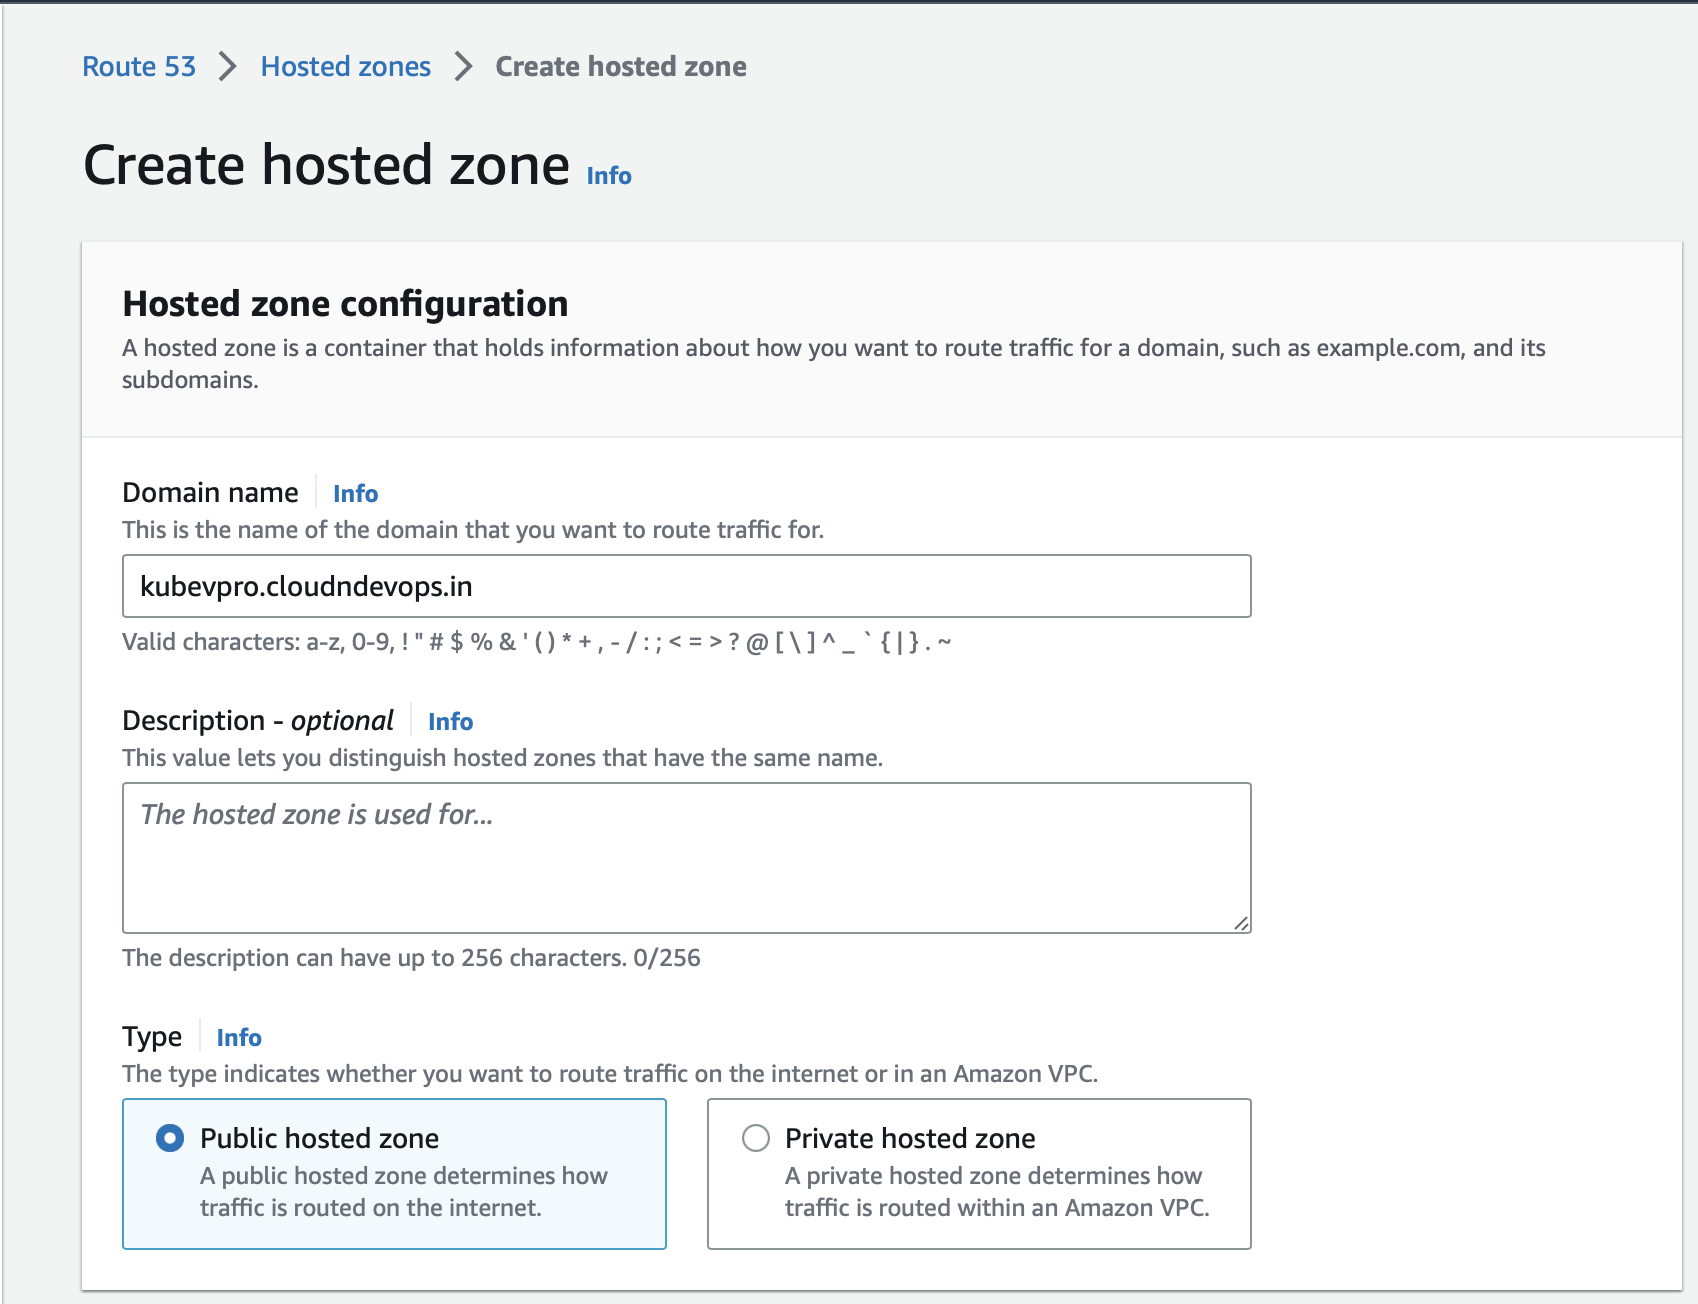 Route 53 > Hosted zones > Create hosted zone
Create hosted zone Info
Hosted zone configuration
A hosted zone is a container that holds information about how you want to route traffic for a domain, such as example.com, and its
subdomains.
Domain name Info
This is the name of the domain that you want to route traffic for.
kubevpro.cloudndevops.in
Valid characters: a-z, 0-9, ! " # $ % & ' ( ) * + , - / : ; < = > ? @ [ \ ] ^ _ ` { | } . ~
Description - optional Info
This value lets you distinguish hosted zones that have the same name.
The hosted zone is used for...
The description can have up to 256 characters. 0/256
Type Info
The type indicates whether you want to route traffic on the internet or in an Amazon VPC.
Public hosted zone
A public hosted zone determines how
traffic is routed on the internet.
Private hosted zone
A private hosted zone determines how
traffic is routed within an Amazon VPC.